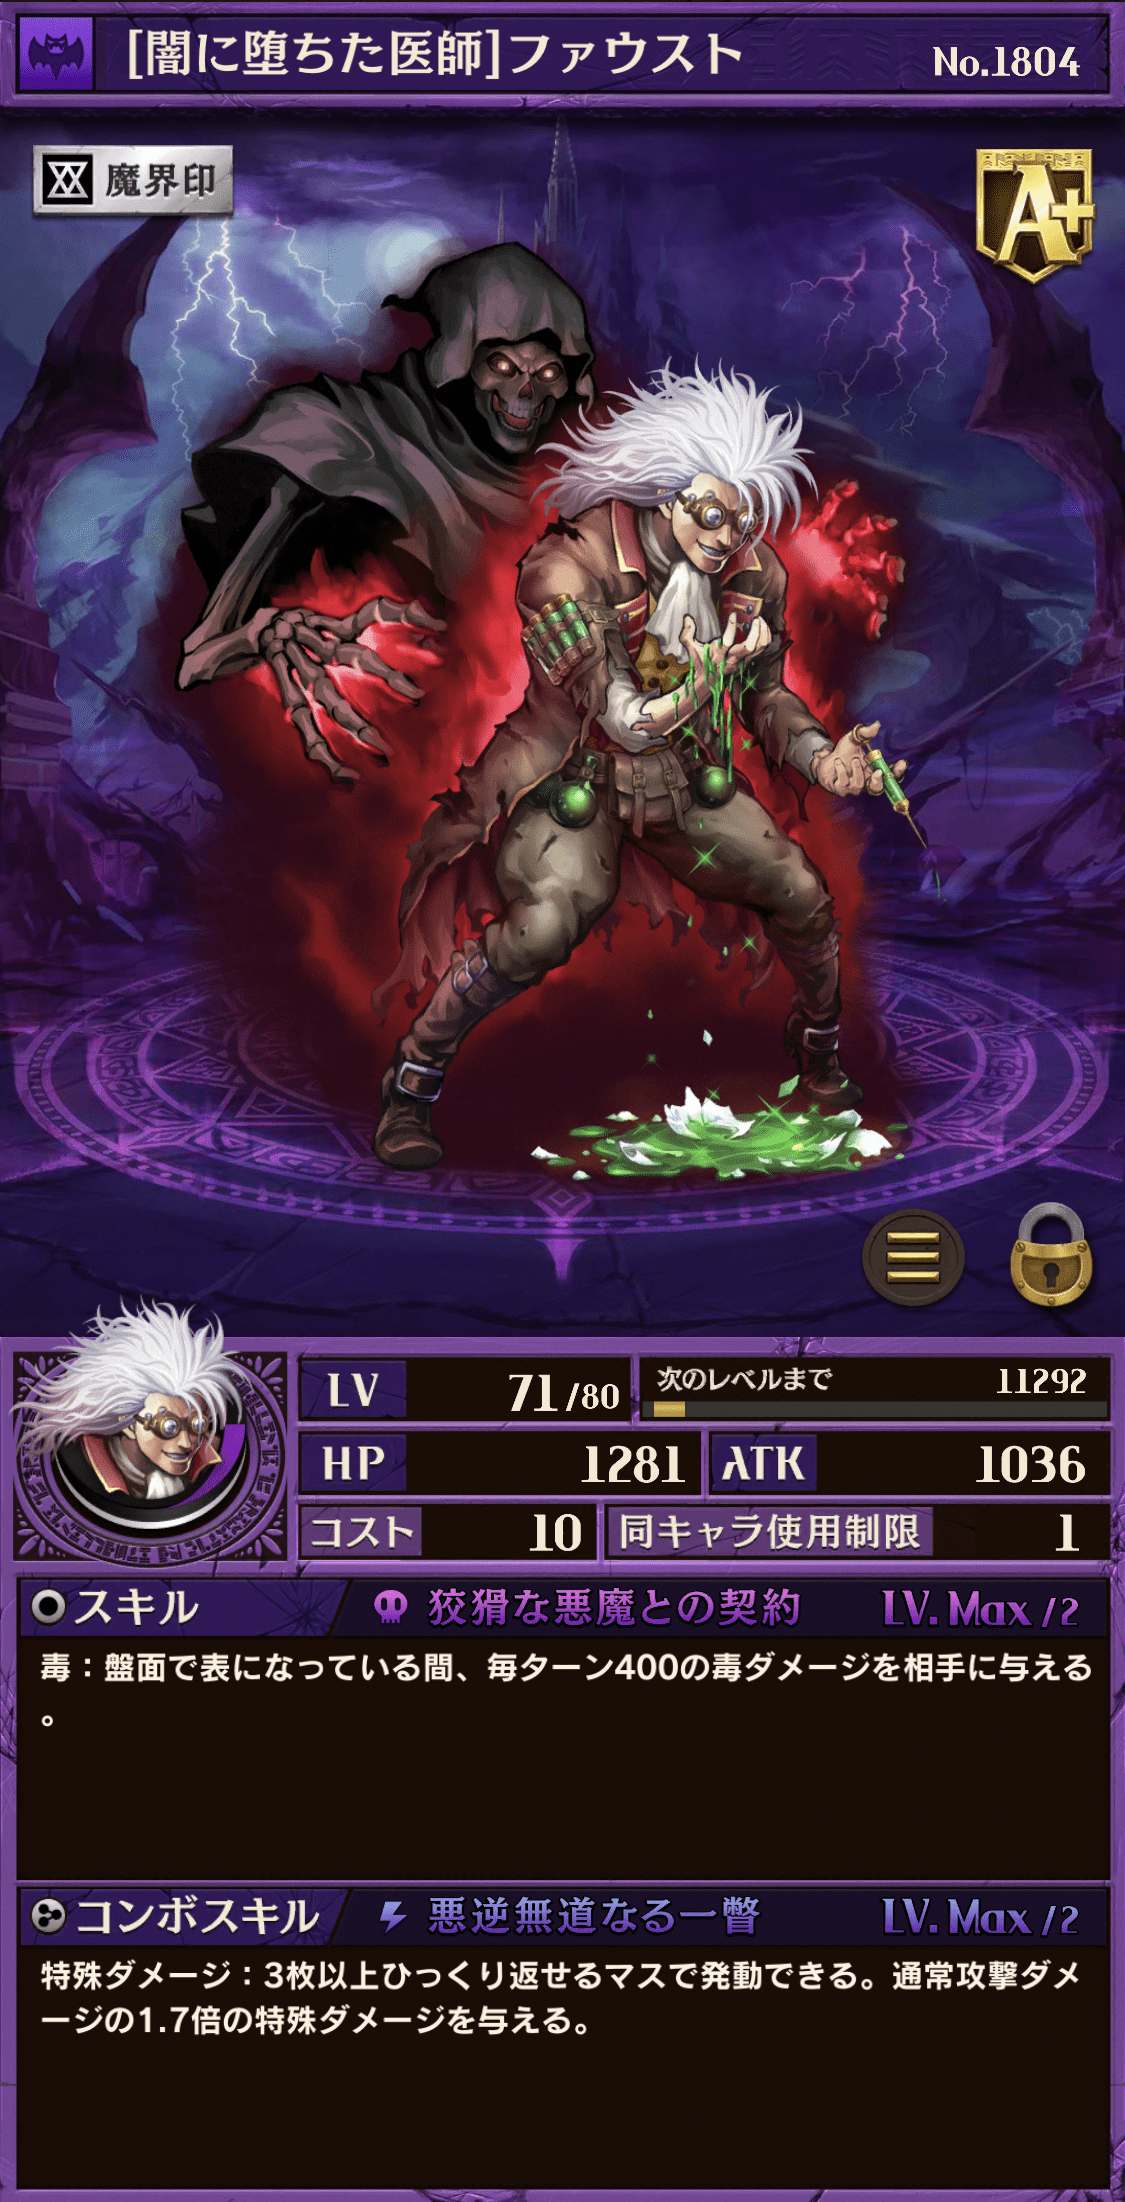 [闇に堕ちた医師]ファウスト
No.1804
魔界印
A+
LV 71/80
次のレベルまで 11292
HP 1281
ATK 1036
コスト 10
同キャラ使用制限 1
スキル 狡猾な悪魔との契約 LV. Max /2
毒：盤面で表になっている間、毎ターン400の毒ダメージを相手に与える
。
コンボスキル 悪逆無道なる一瞥 LV. Max /2
特殊ダメージ：3枚以上ひっくり返せるマスで発動できる。通常攻撃ダメ
ージの1.7倍の特殊ダメージを与える。